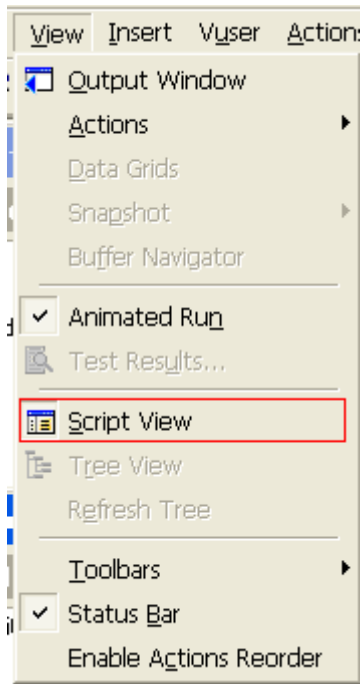 View Insert Vuser Action
Output Window
Actions
Data Grids
Snapshot
Buffer Navigator
Animated Run
Test Results...
Script View
Tree View
Refresh Tree
Toolbars
Status Bar
Enable Actions Reorder